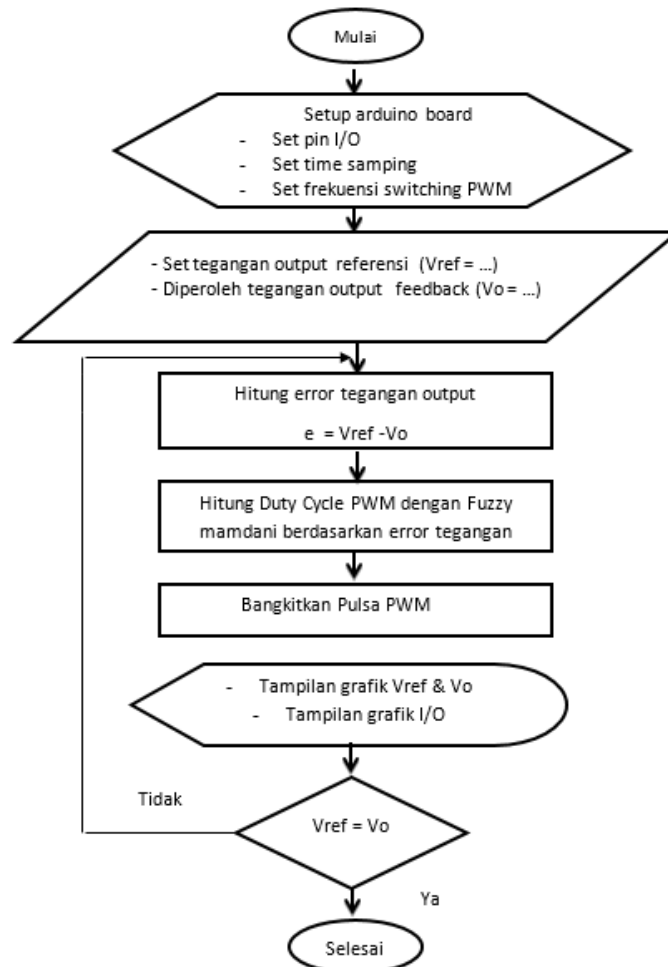 Mulai
Setup arduino board
- Set pin I/O
- Set time samping
- Set frekuensi switching PWM
- Set tegangan output referensi (Vref = ...)
- Diperoleh tegangan output feedback (Vo = ...)
Hitung error tegangan output
e = Vref -Vo
Hitung Duty Cycle PWM dengan Fuzzy
mamdani berdasarkan error tegangan
Bangkitkan Pulsa PWM
- Tampilan grafik Vref & Vo
- Tampilan grafik I/O
Tidak
Vref = Vo
Ya
Selesai